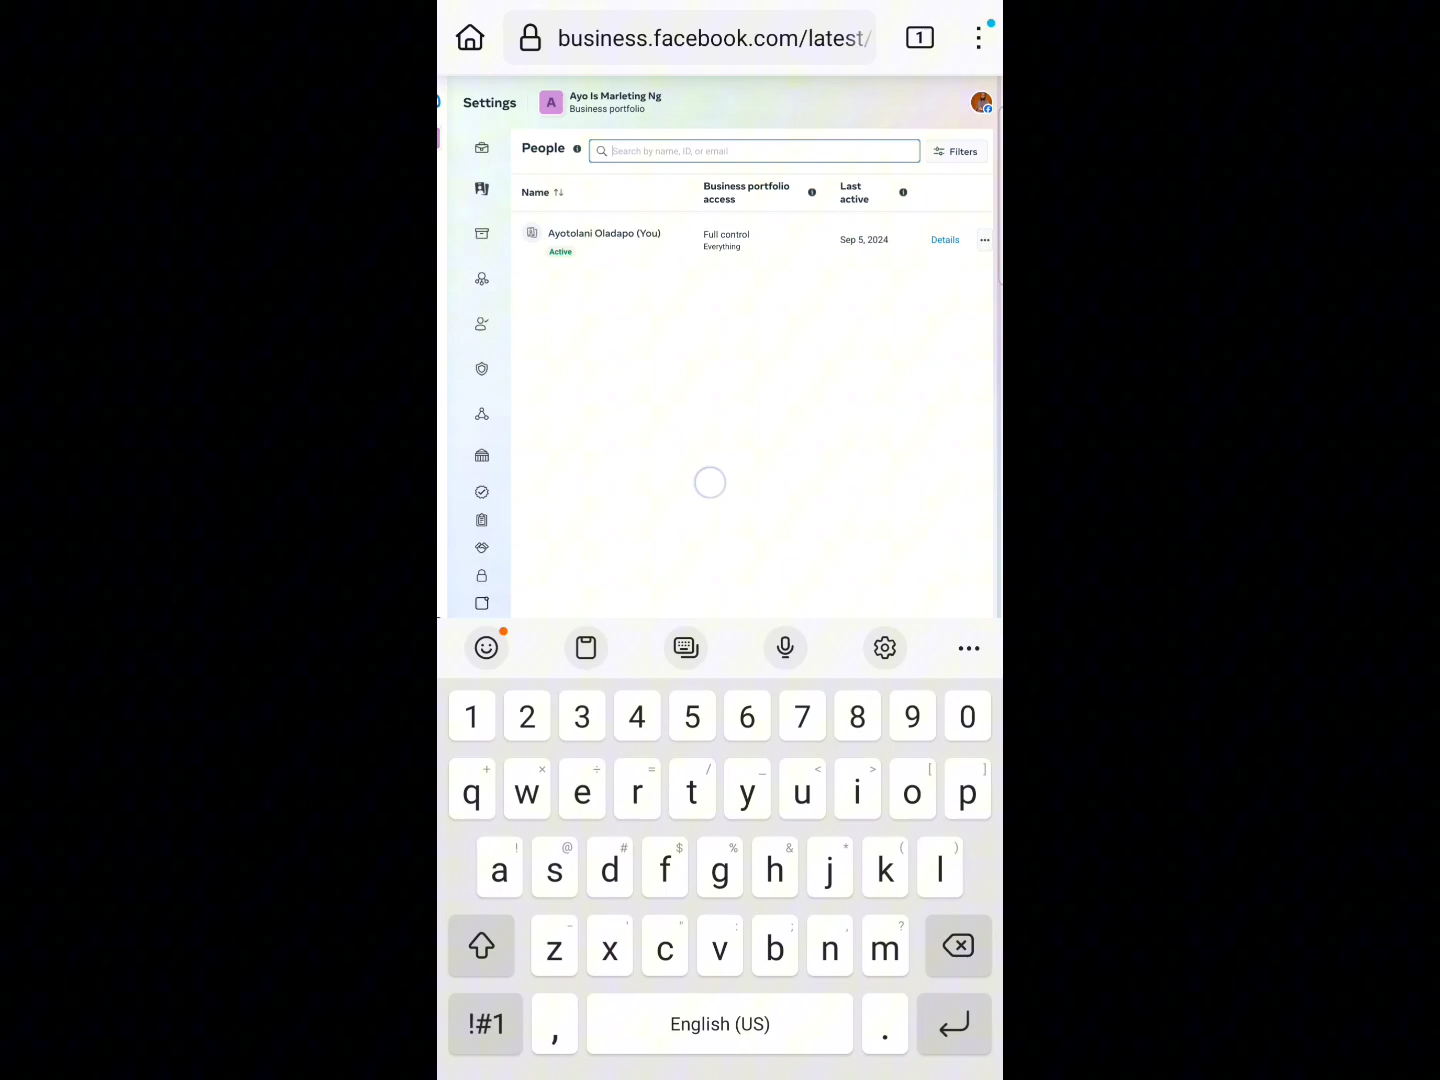 business.facebook.com/latest/
1
Settings
A
Ayo Is Marleting Ng
Business portfolio
People
Search by name, ID, or email
Filters
Name
Business portfolio access
Last active
Ayotolani Oladapo (You)
Active
Full control
Everything
Sep 5, 2024
Details
1 2 3 4 5 6 7 8 9 0
+ × ÷ = / _ < > [ ]
q w e r t y u i o p
! @ # $ % & * ( )
a s d f g h j k l
- ' " : ; , ?
z x c v b n m
!#1 , English (US) .